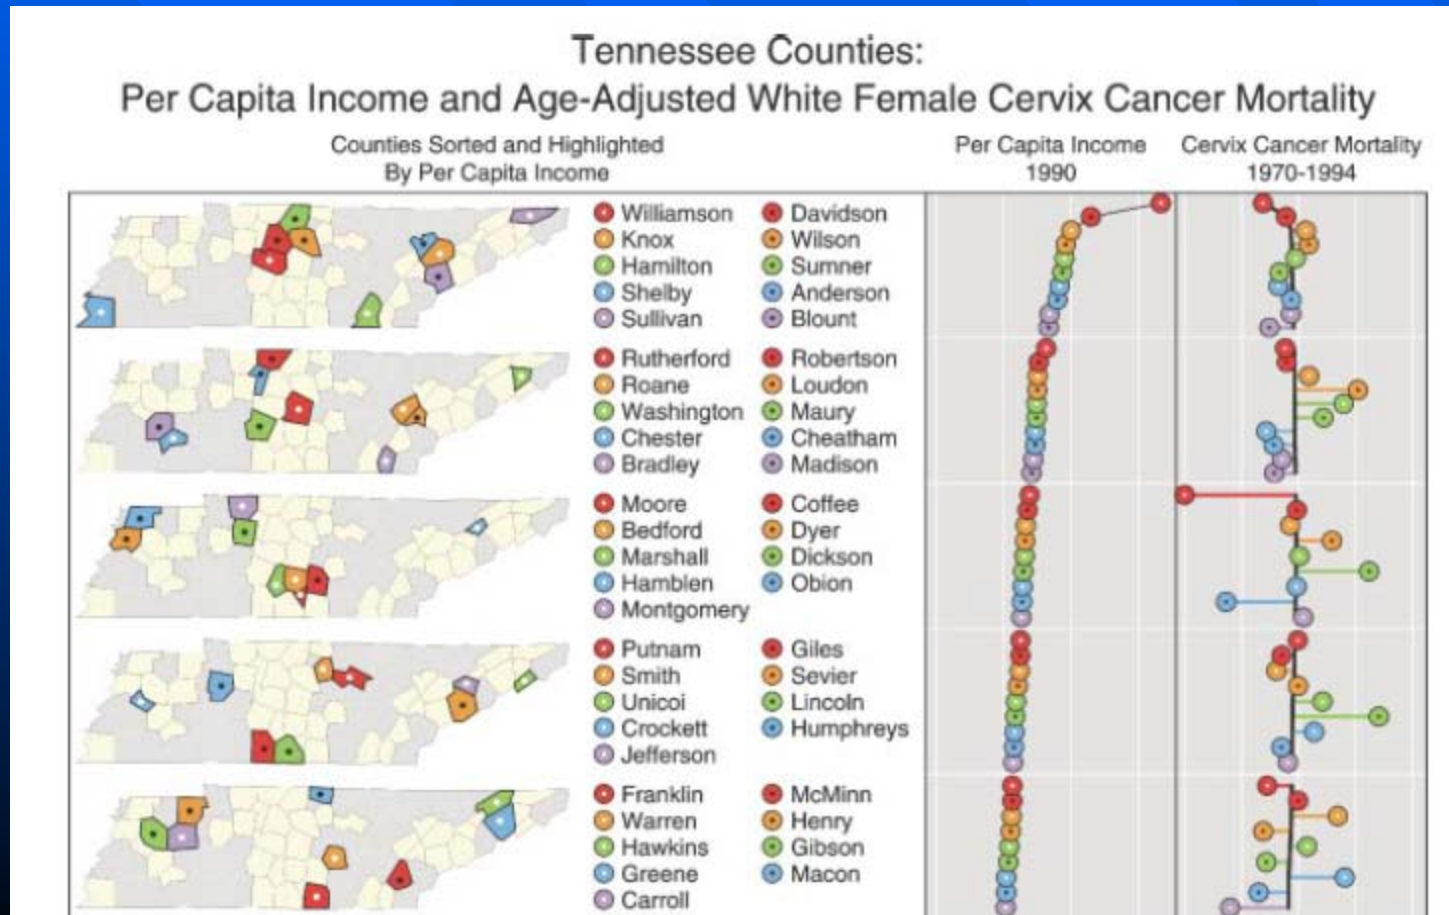 Tennessee Counties:
Per Capita Income and Age-Adjusted White Female Cervix Cancer Mortality
Counties Sorted and Highlighted
By Per Capita Income
Per Capita Income
1990
Cervix Cancer Mortality
1970-1994
Williamson Davidson
Knox Wilson
Hamilton Sumner
Shelby Anderson
Sullivan Blount
Rutherford Robertson
Roane Loudon
Washington Maury
Chester Cheatham
Bradley Madison
Moore Coffee
Bedford Dyer
Marshall Dickson
Hamblen Obion
Montgomery
Putnam Giles
Smith Sevier
Unicoi Lincoln
Crockett Humphreys
Jefferson
Franklin McMinn
Warren Henry
Hawkins Gibson
Greene Macon
Carroll